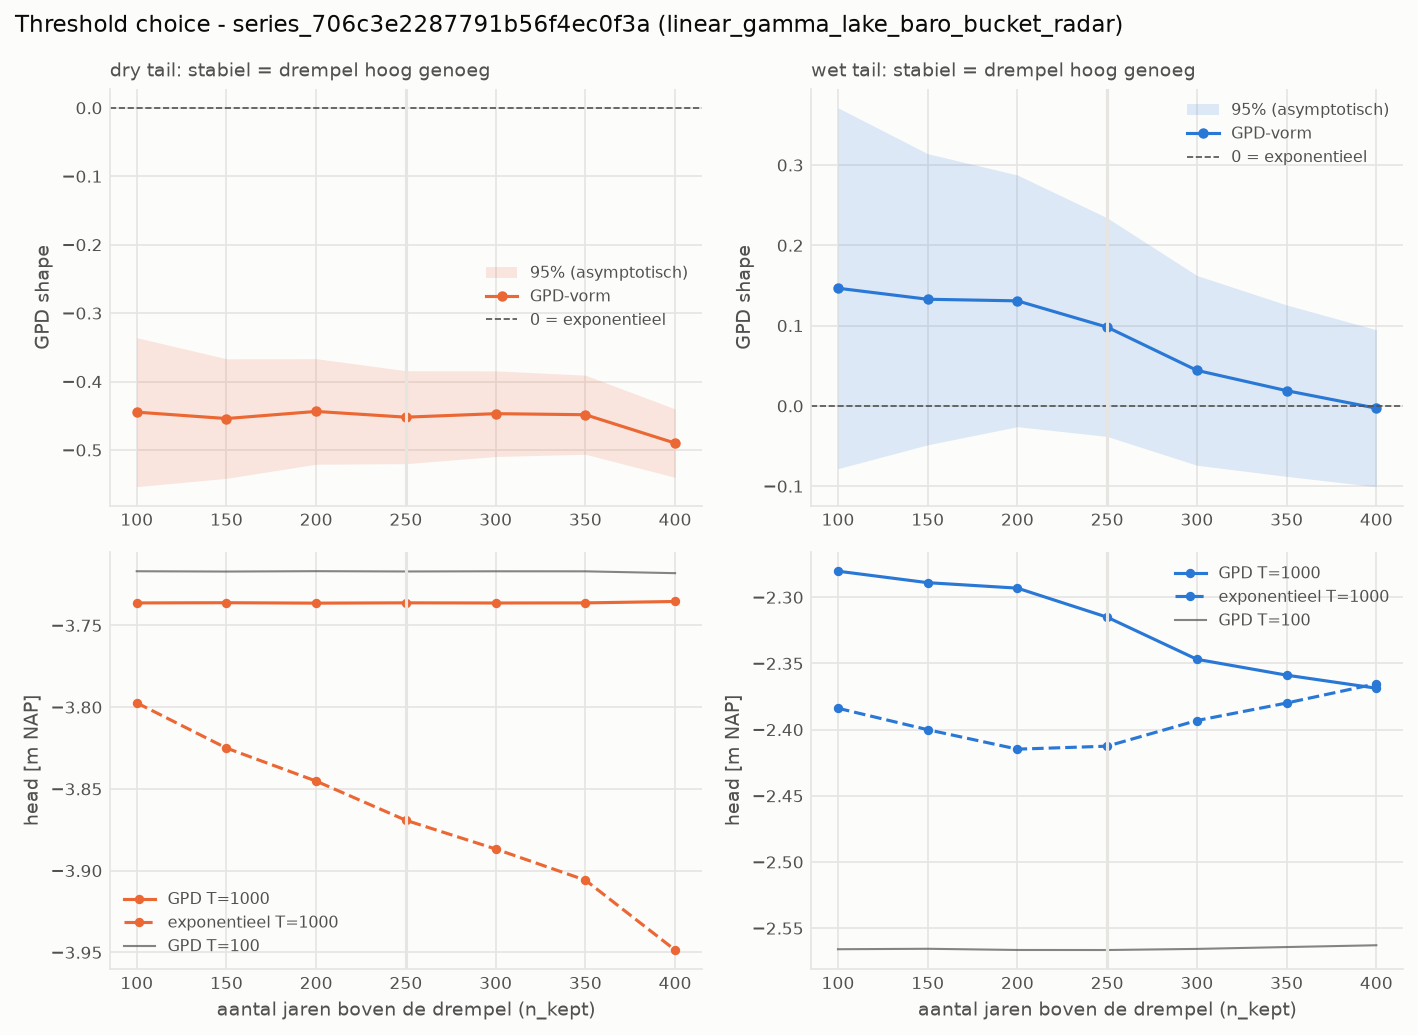 Threshold choice - series_706c3e2287791b56f4ec0f3a (linear_gamma_lake_baro_bucket_radar)
dry tail: stabiel = drempel hoog genoeg
GPD shape
0.0
−0.1
−0.2
−0.3
−0.4
−0.5
95% (asymptotisch)
GPD-vorm
0 = exponentieel
100 150 200 250 300 350 400
wet tail: stabiel = drempel hoog genoeg
GPD shape
0.3
0.2
0.1
0.0
−0.1
95% (asymptotisch)
GPD-vorm
0 = exponentieel
100 150 200 250 300 350 400
head [m NAP]
−3.75
−3.80
−3.85
−3.90
−3.95
GPD T=1000
exponentieel T=1000
GPD T=100
100 150 200 250 300 350 400
aantal jaren boven de drempel (n_kept)
head [m NAP]
−2.30
−2.35
−2.40
−2.45
−2.50
−2.55
GPD T=1000
exponentieel T=1000
GPD T=100
100 150 200 250 300 350 400
aantal jaren boven de drempel (n_kept)